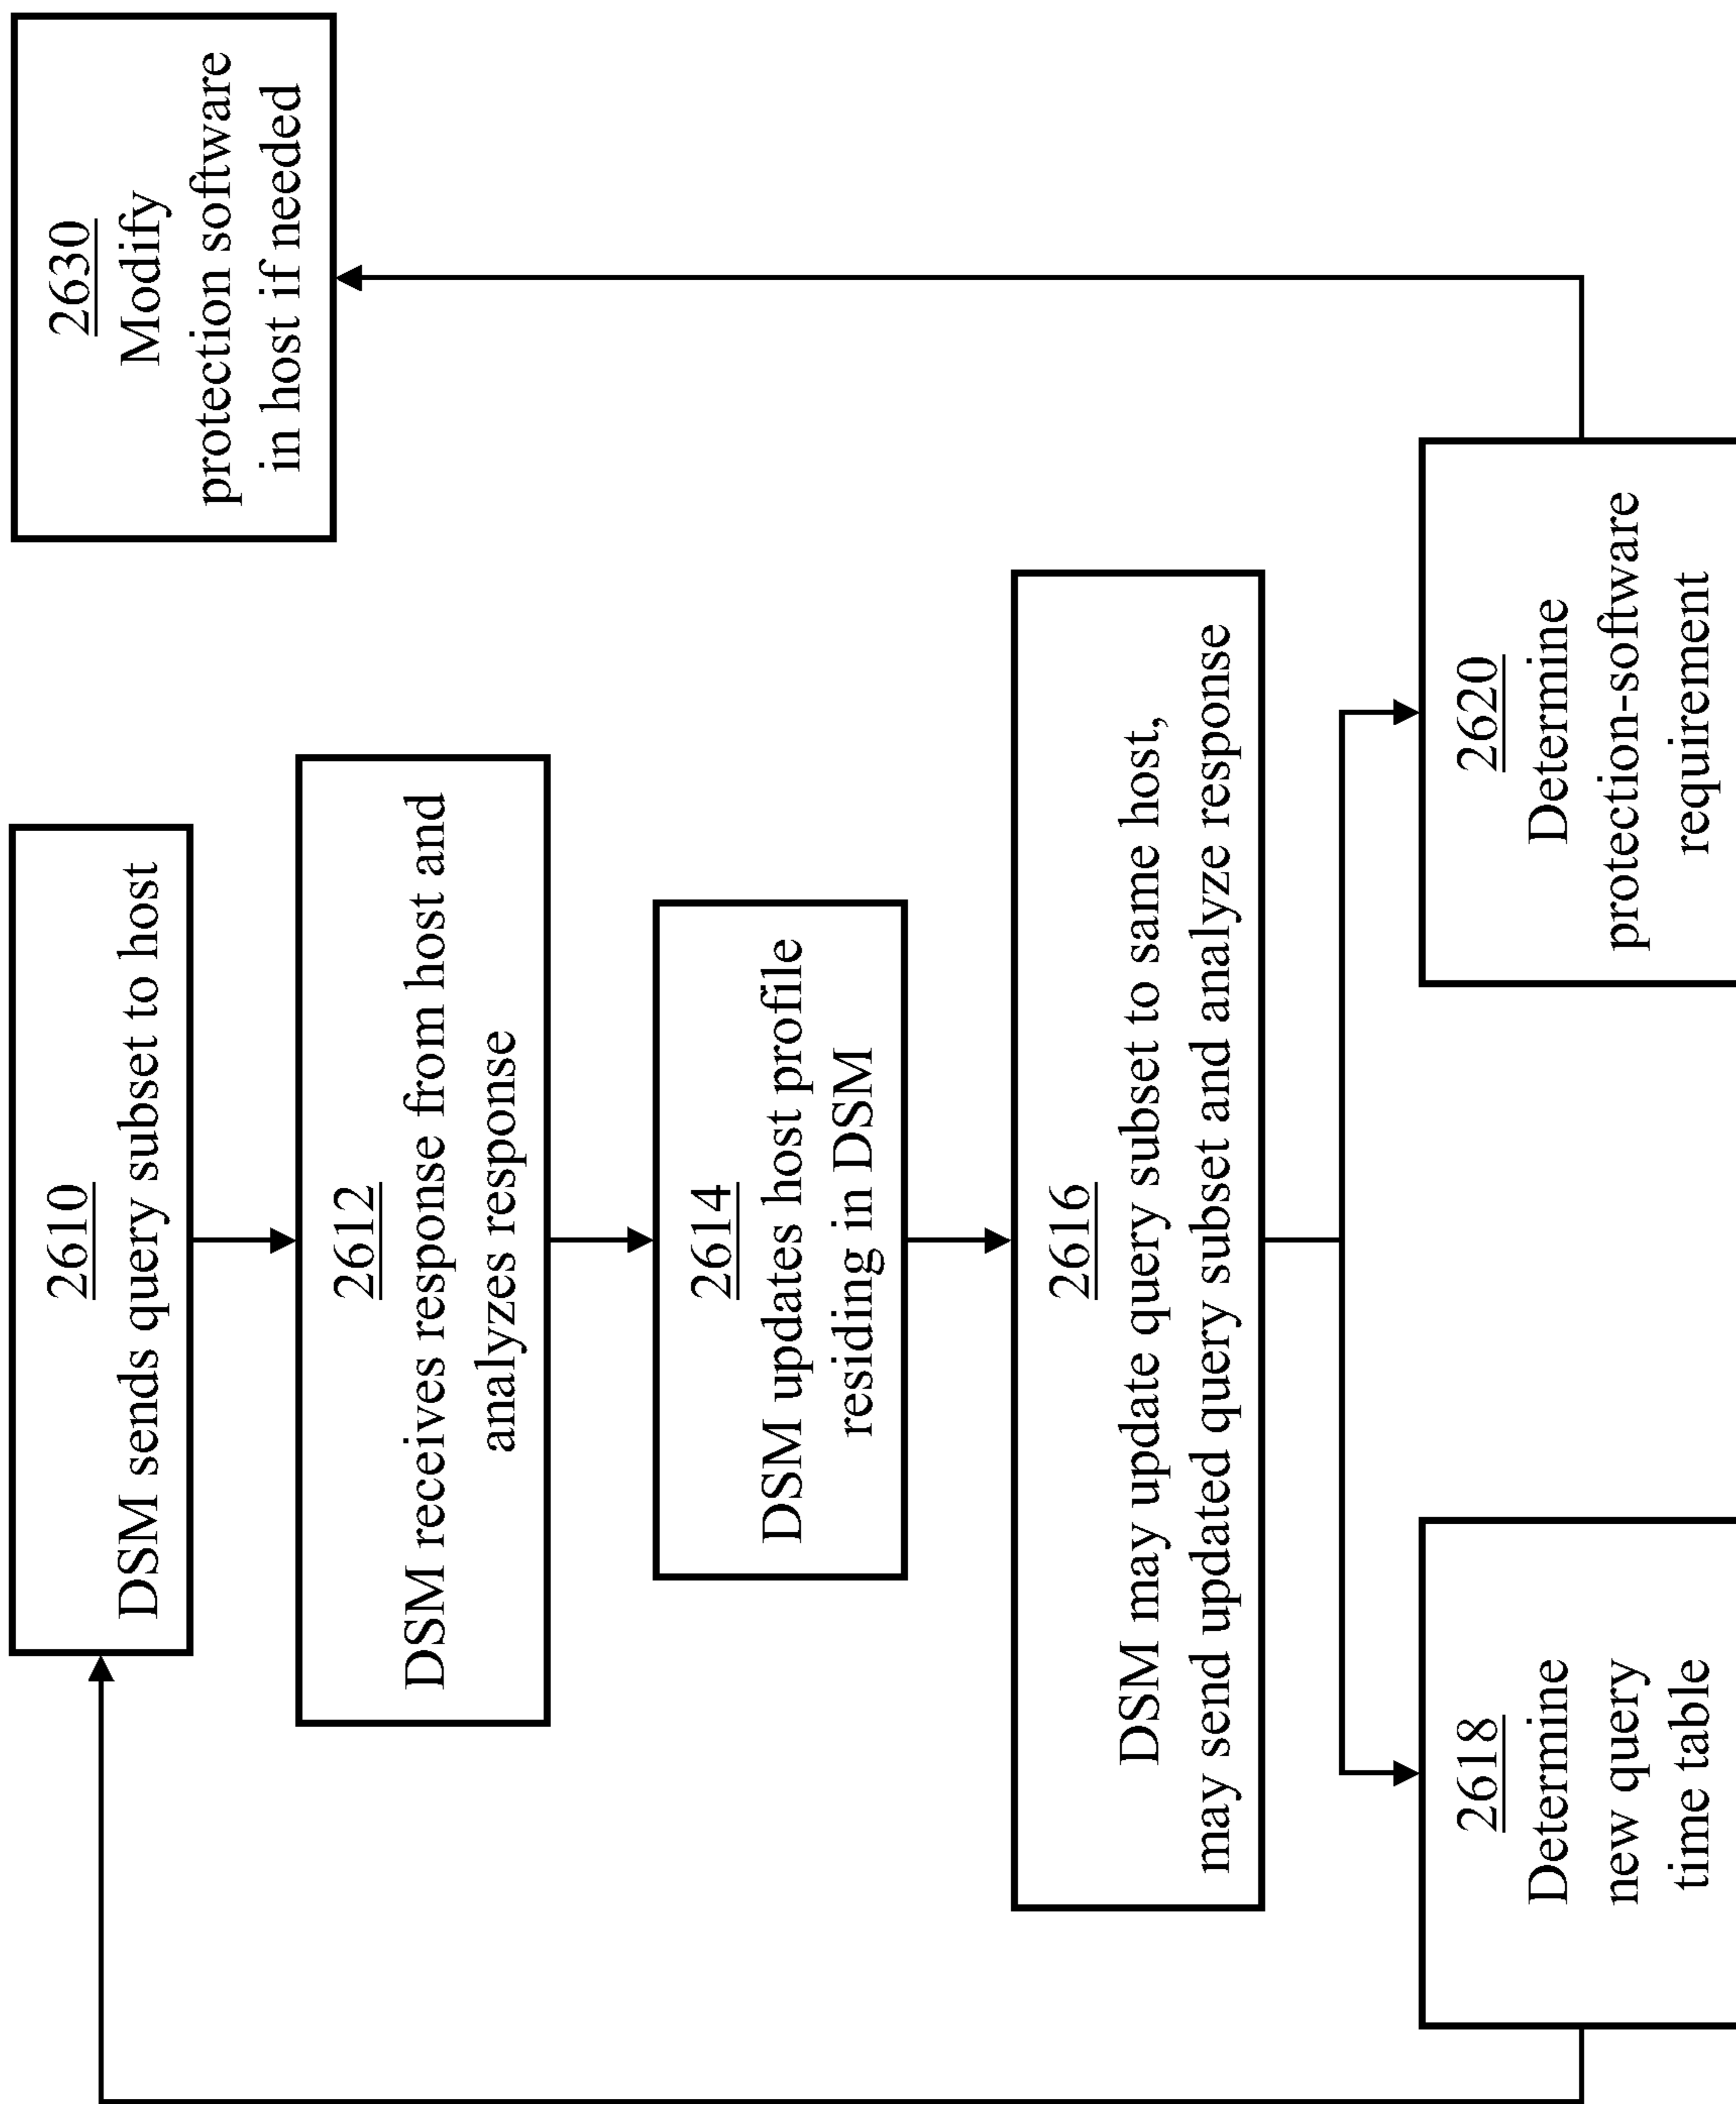 2610
DSM sends query subset to host
2612
DSM receives response from host and
analyzes response
2614
DSM updates host profile
residing in DSM
2616
DSM may update query subset to same host,
may send updated query subset and analyze response
2618
Determine
new query
time table
2620
Determine
protection-software
requirement
2630
Modify
protection software
in host if needed